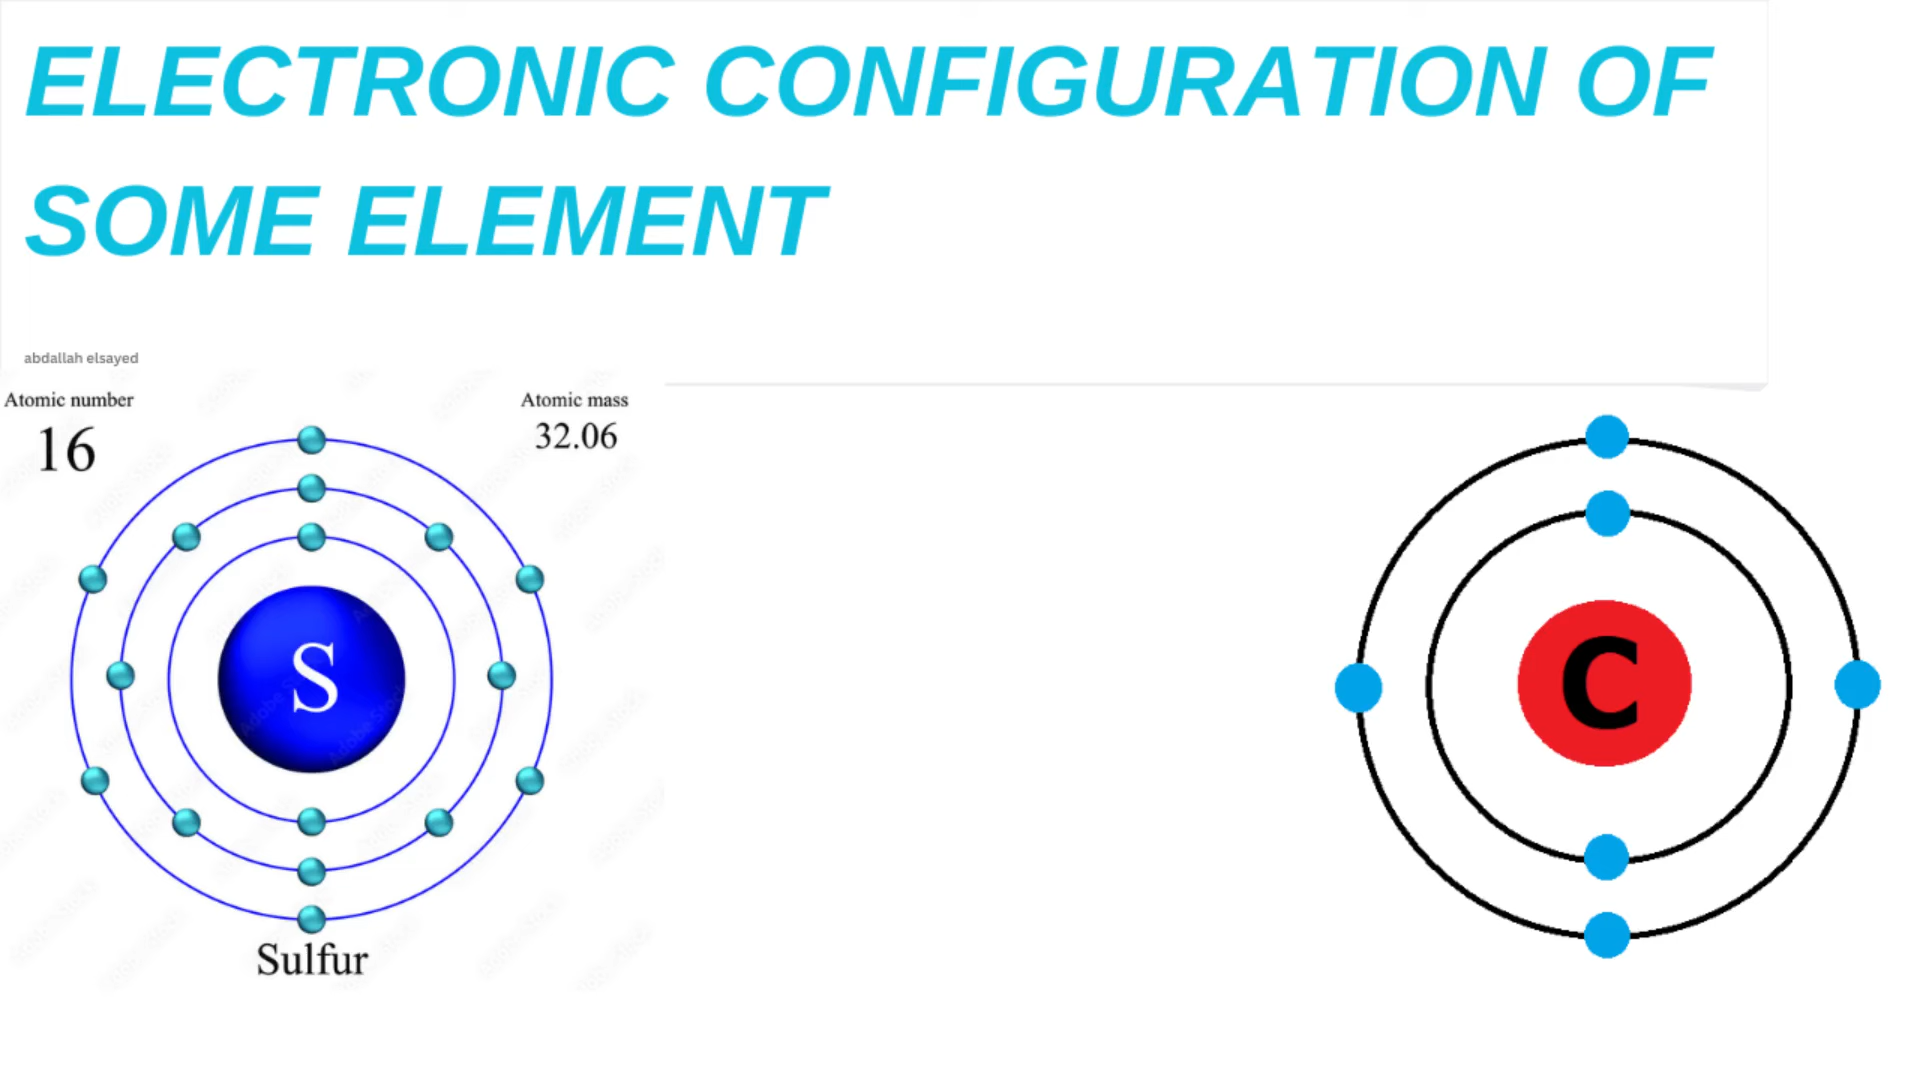 ELECTRONIC CONFIGURATION OF
SOME ELEMENT
abdallah elsayed
Atomic number
16
Atomic mass
32.06
S
Sulfur
C